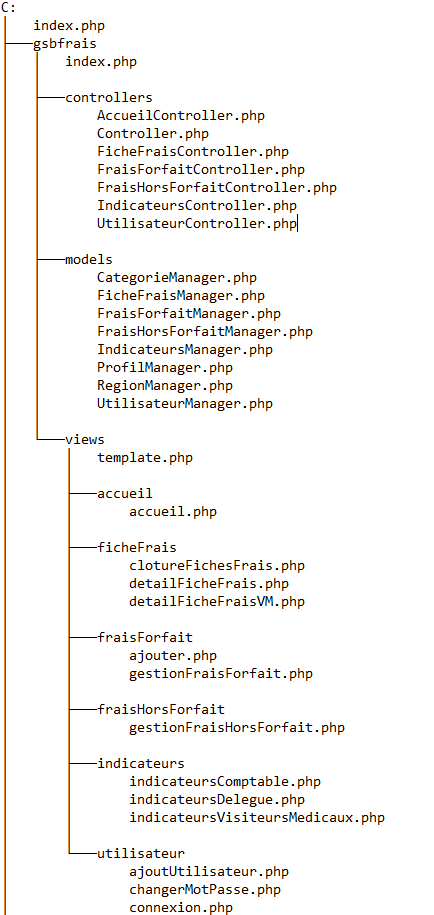 C:
index.php
gsbfrais
index.php
controllers
AccueilController.php
Controller.php
FicheFraisController.php
FraisForfaitController.php
FraisHorsForfaitController.php
IndicateursController.php
UtilisateurController.php
models
CategorieManager.php
FicheFraisManager.php
FraisForfaitManager.php
FraisHorsForfaitManager.php
IndicateursManager.php
ProfilManager.php
RegionManager.php
UtilisateurManager.php
views
template.php
accueil
accueil.php
ficheFrais
clotureFichesFrais.php
detailFicheFrais.php
detailFicheFraisVM.php
fraisForfait
ajouter.php
gestionFraisForfait.php
fraisHorsForfait
gestionFraisHorsForfait.php
indicateurs
indicateursComptable.php
indicateursDelegue.php
indicateursVisiteursMedicaux.php
utilisateur
ajoutUtilisateur.php
changerMotPasse.php
connexion.php